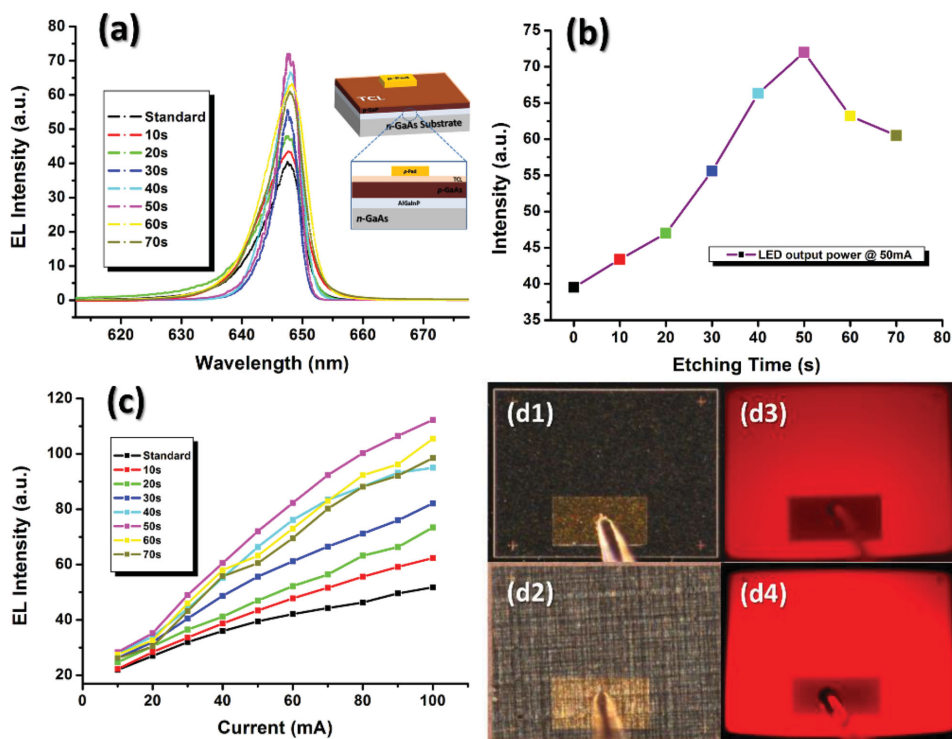 (a)
EL Intensity (a.u.)
80
70
60
50
40
30
20
10
0
Standard
10s
20s
30s
40s
50s
60s
70s
p-Pad
TCL
n-GaAs Substrate
p-Pad
TCL
p-GaAs
AlGaInP
n-GaAs
620 630 640 650 660 670
Wavelength (nm)
(b)
Intensity (a.u.)
75
70
65
60
55
50
45
40
35
LED output power @ 50mA
0 10 20 30 40 50 60 70 80
Etching Time (s)
(c)
EL Intensity (a.u.)
120
100
80
60
40
20
Standard
10s
20s
30s
40s
50s
60s
70s
0 20 40 60 80 100
Current (mA)
(d1)
(d3)
(d2)
(d4)